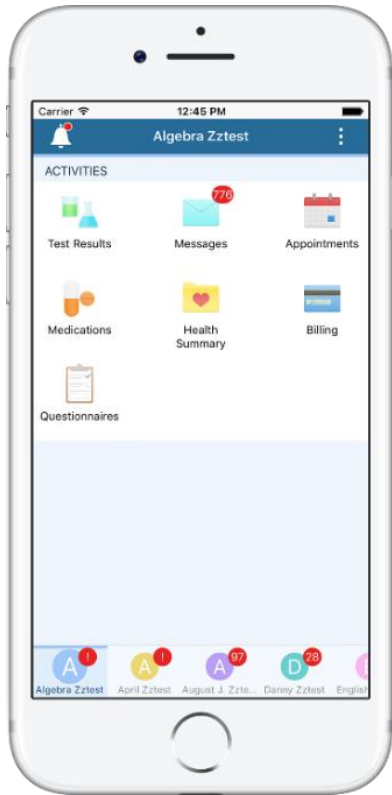 Carrier 12:45 PM
Algebra Zztest
ACTIVITIES
776
Test Results Messages Appointments
Medications Health Summary Billing
Questionnaires
! ! 97 28
A A A D
Algebra Zztest April Zztest August J. Zzte... Danny Zztest English